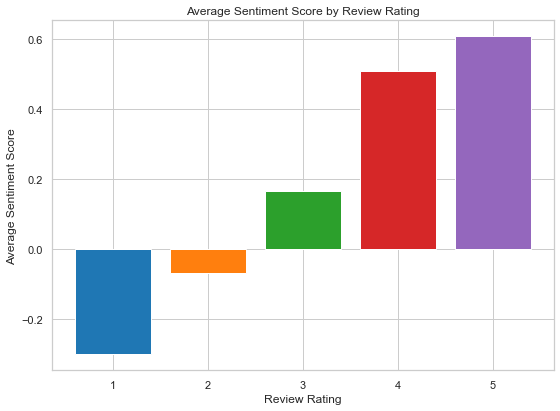 Average Sentiment Score by Review Rating
0.6
0.4
0.2
0.0
−0.2
Average Sentiment Score
1 2 3 4 5
Review Rating